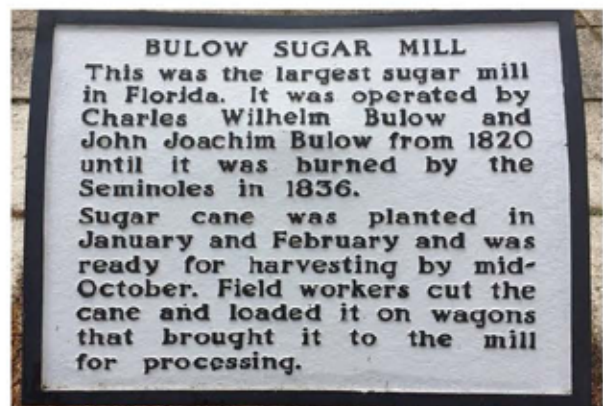 BULOW SUGAR MILL
This was the largest sugar mill
in Florida. It was operated by
Charles Wilhelm Bulow and
John Joachim Bulow from 1820
until it was burned by the
Seminoles in 1836.
Sugar cane was planted in
January and February and was
ready for harvesting by mid-
October. Field workers cut the
cane and loaded it on wagons
that brought it to the mill
for processing.